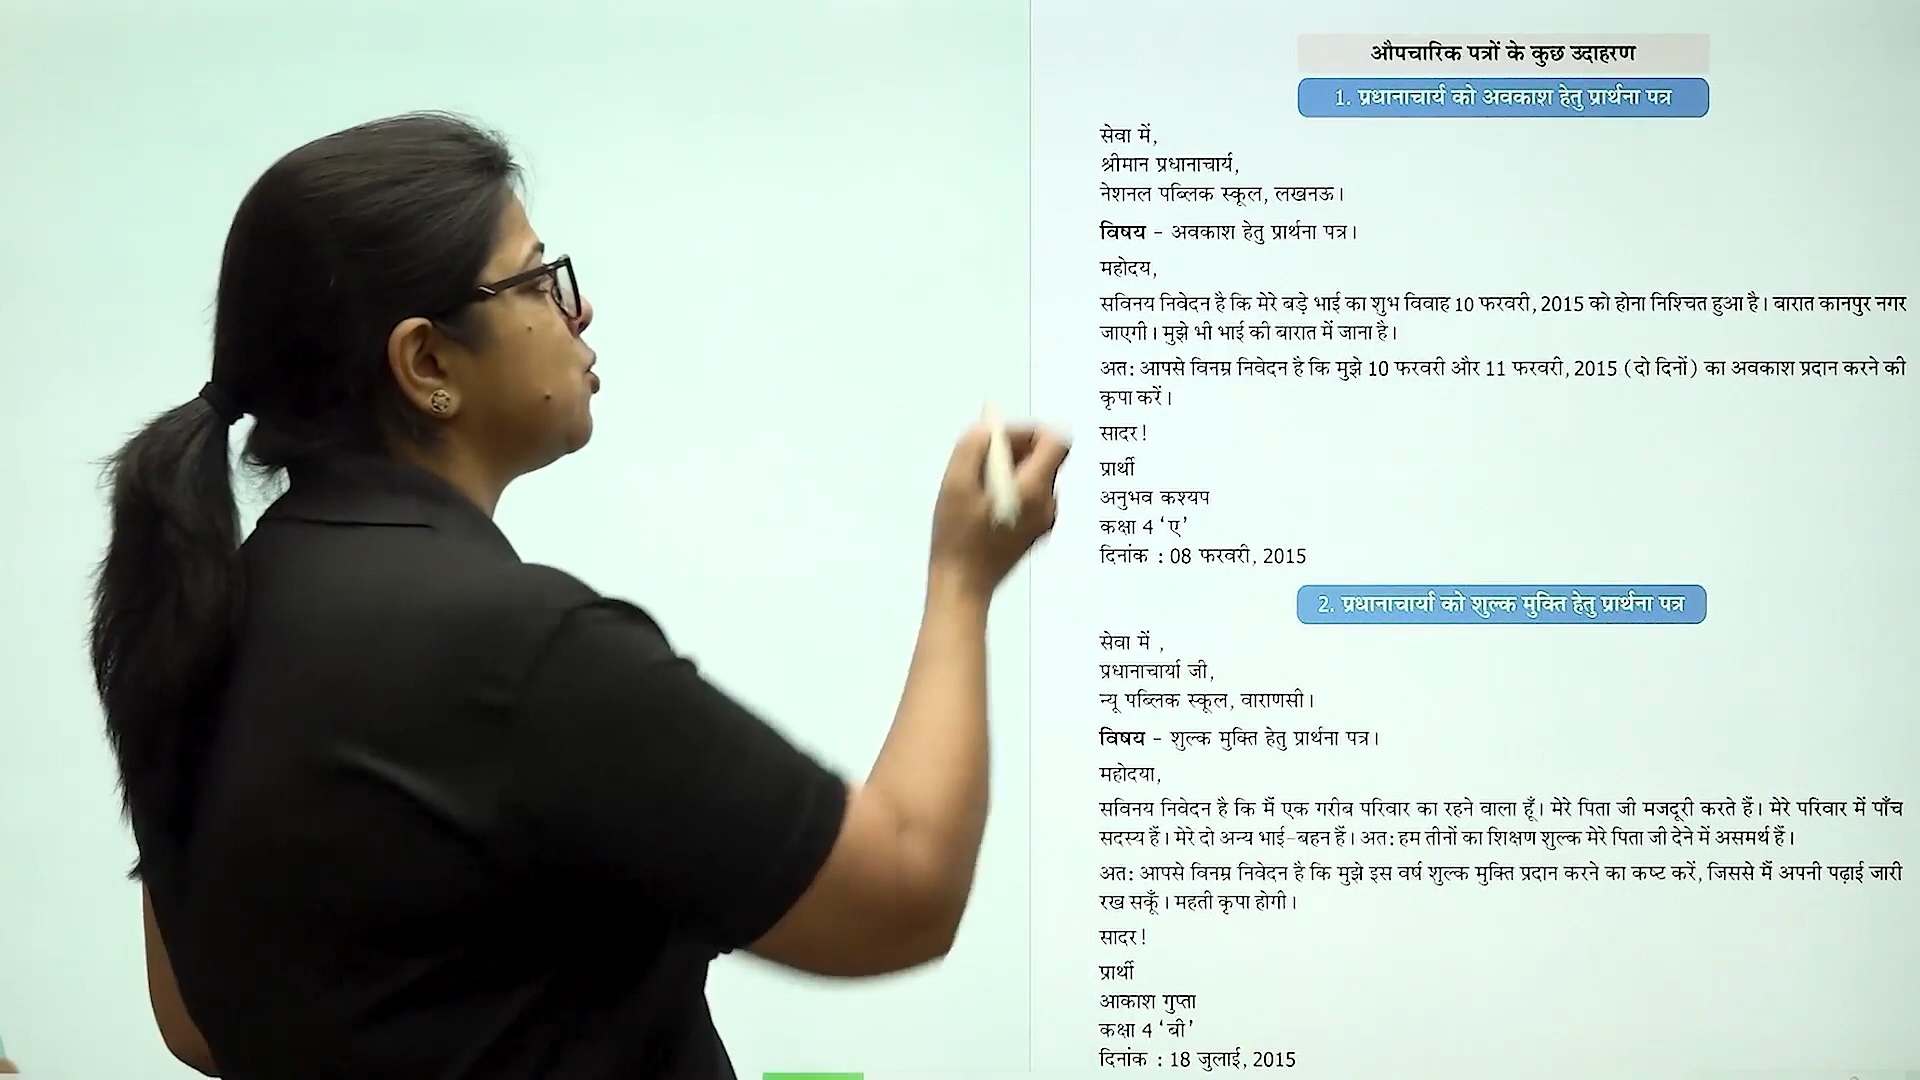 औपचारिक पत्रों के कुछ उदाहरण
1. प्रधानाचार्य को अवकाश हेतु प्रार्थना पत्र
सेवा में,
श्रीमान प्रधानाचार्य,
नेशनल पब्लिक स्कूल, लखनऊ।
विषय - अवकाश हेतु प्रार्थना पत्र।
महोदय,
सविनय निवेदन है कि मेरे बड़े भाई का शुभ विवाह 10 फरवरी, 2015 को होना निश्चित हुआ है। बारात कानपुर नगर
जाएगी। मुझे भी भाई की बारात में जाना है।
अत: आपसे विनम्र निवेदन है कि मुझे 10 फरवरी और 11 फरवरी, 2015 (दो दिनों) का अवकाश प्रदान करने की
कृपा करें।
सादर!
प्रार्थी
अनुभव कश्यप
कक्षा 4 ‘ए’
दिनांक : 08 फरवरी, 2015
2. प्रधानाचार्या को शुल्क मुक्ति हेतु प्रार्थना पत्र
सेवा में ,
प्रधानाचार्या जी,
न्यू पब्लिक स्कूल, वाराणसी।
विषय - शुल्क मुक्ति हेतु प्रार्थना पत्र।
महोदया,
सविनय निवेदन है कि मैं एक गरीब परिवार का रहने वाला हूँ। मेरे पिता जी मजदूरी करते हैं। मेरे परिवार में पाँच
सदस्य हैं। मेरे दो अन्य भाई-बहन हैं। अत: हम तीनों का शिक्षण शुल्क मेरे पिता जी देने में असमर्थ हैं।
अत: आपसे विनम्र निवेदन है कि मुझे इस वर्ष शुल्क मुक्ति प्रदान करने का कष्ट करें, जिससे मैं अपनी पढ़ाई जारी
रख सकूँ। महती कृपा होगी।
सादर!
प्रार्थी
आकाश गुप्ता
कक्षा 4 ‘बी’
दिनांक : 18 जुलाई, 2015